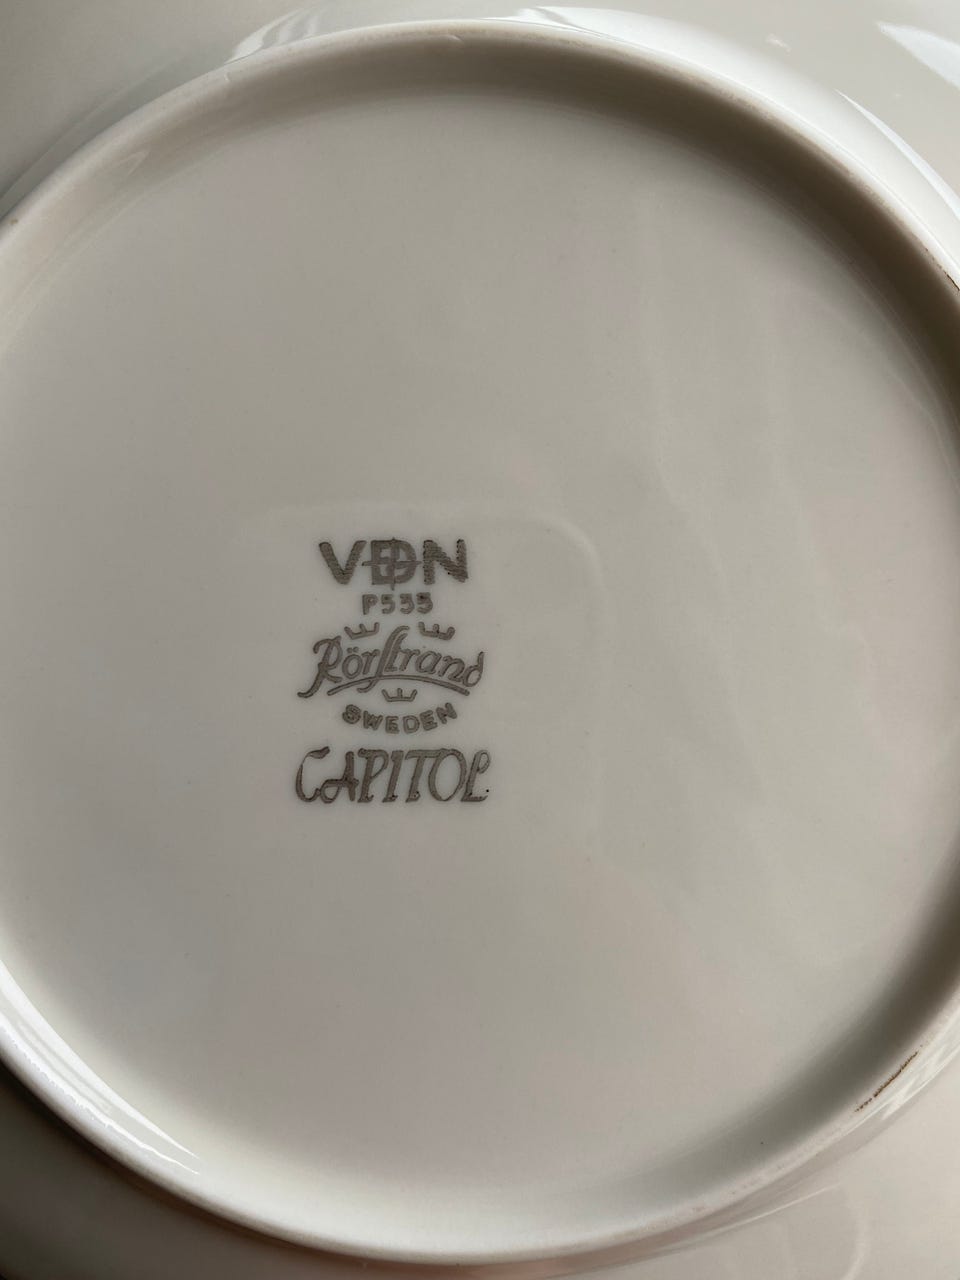 VDN
P555
Rörstrand
SWEDEN
CAPITOL